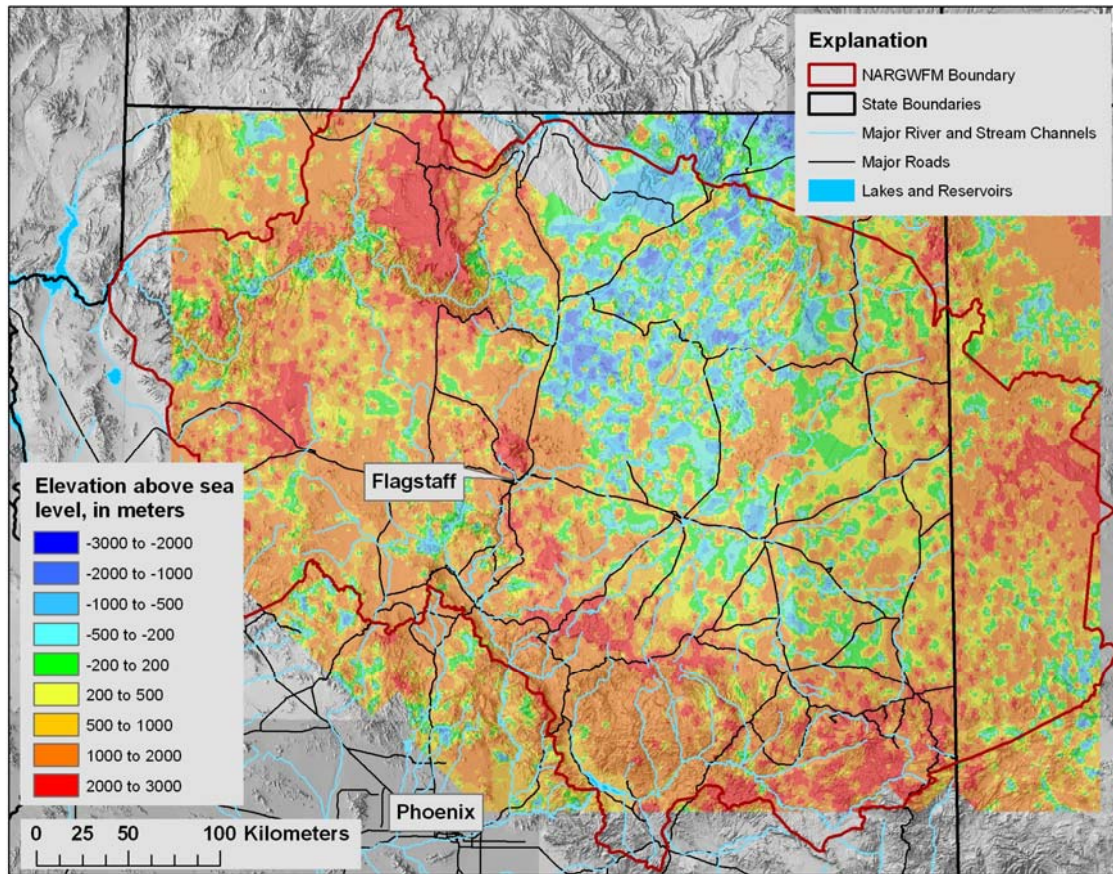 Explanation
NARGWFM Boundary
State Boundaries
Major River and Stream Channels
Major Roads
Lakes and Reservoirs
Flagstaff
Elevation above sea
level, in meters
-3000 to -2000
-2000 to -1000
-1000 to -500
-500 to -200
-200 to 200
200 to 500
500 to 1000
1000 to 2000
2000 to 3000
Phoenix
0 25 50 100 Kilometers